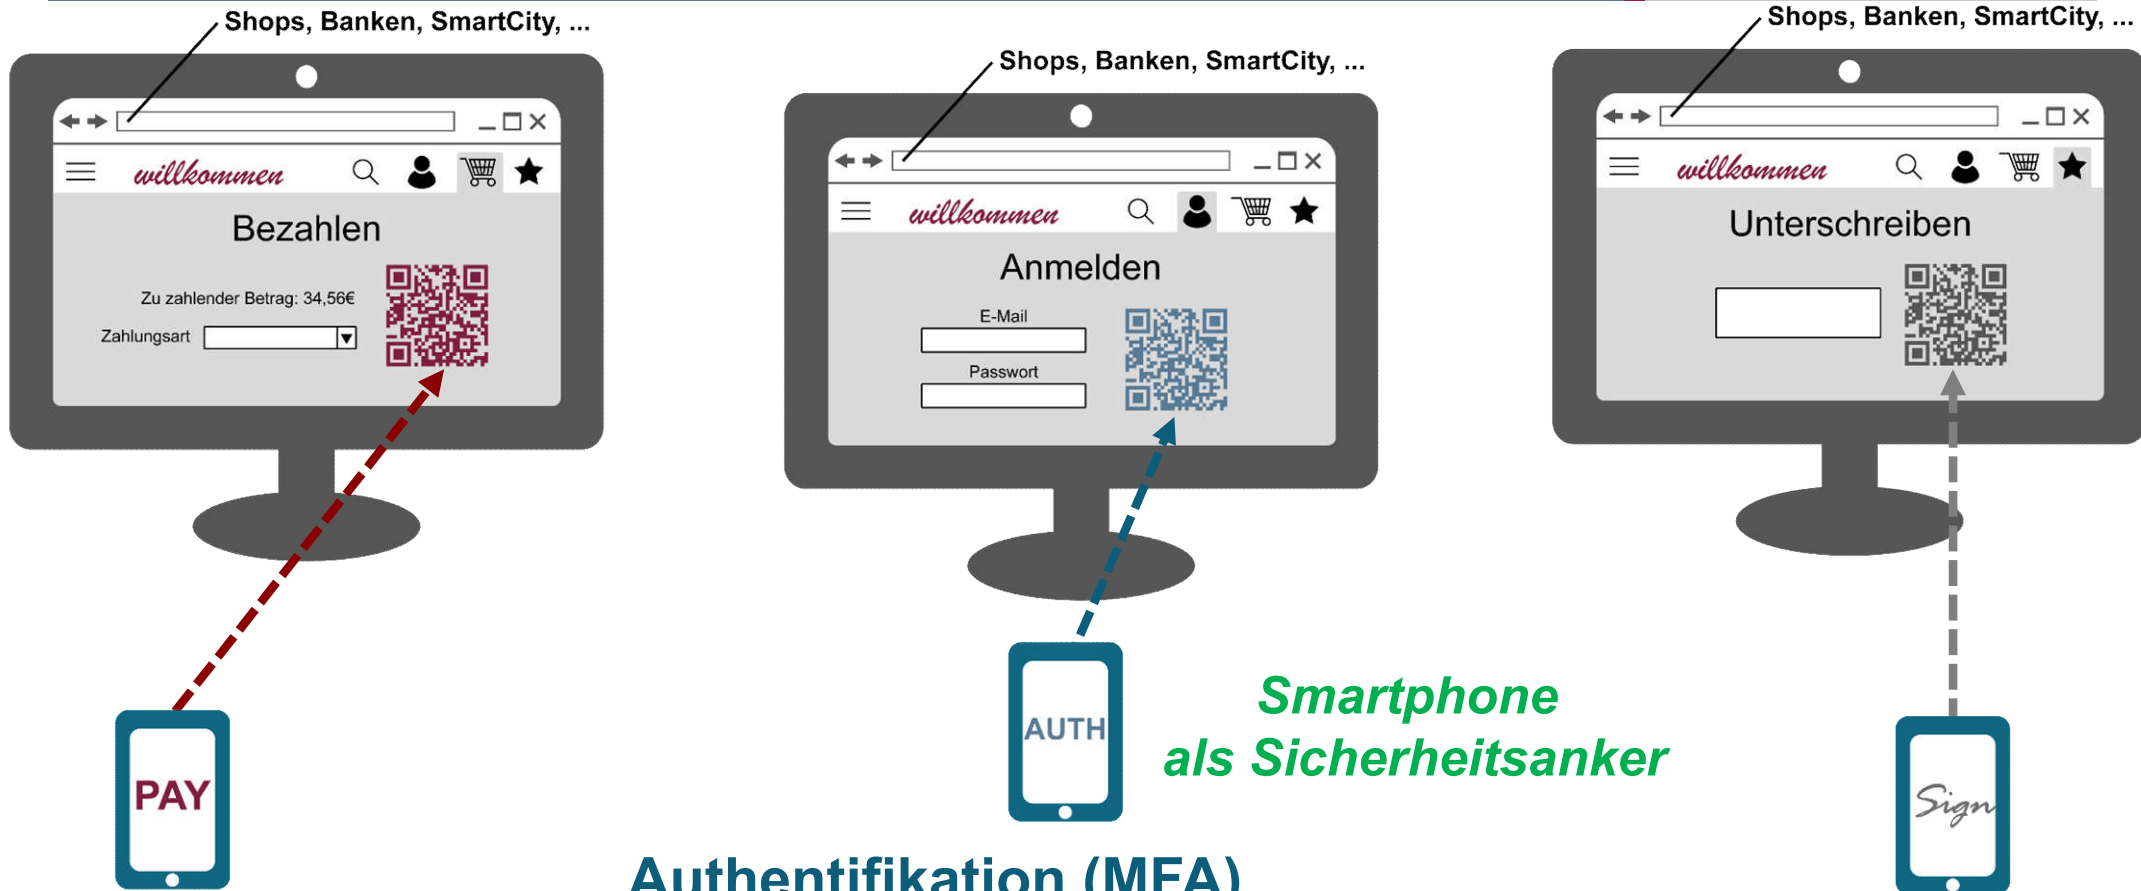 Shops, Banken, SmartCity, ...
willkommen
Bezahlen
Zu zahlender Betrag: 34,56€
Zahlungsart
PAY
Shops, Banken, SmartCity, ...
willkommen
Anmelden
E-Mail
Passwort
AUTH
Smartphone
als Sicherheitsanker
Authentifikation (MFA)
Shops, Banken, SmartCity, ...
willkommen
Unterschreiben
Sign